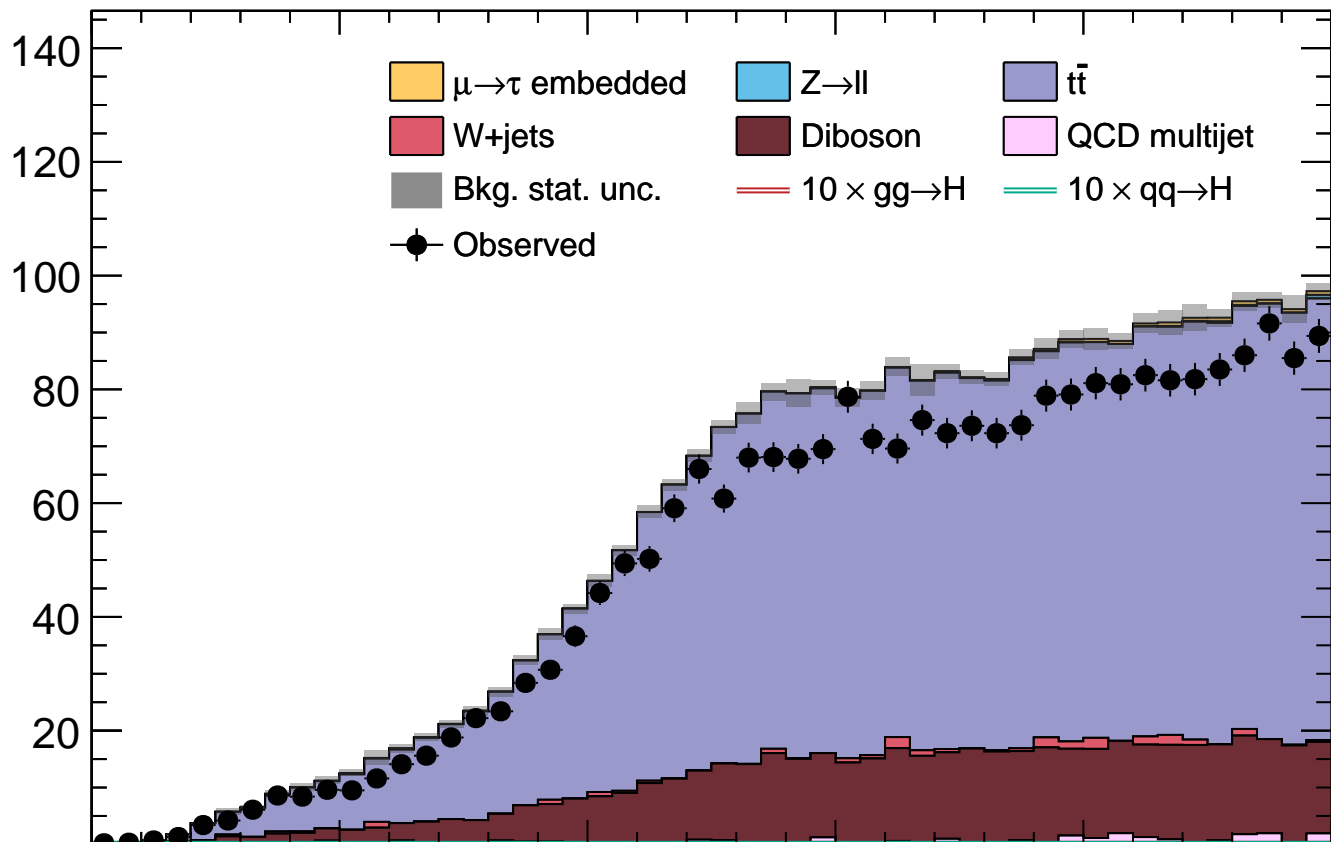 140
μ→τ embedded Z→ll tt̄
120
W+jets Diboson QCD multijet
Bkg. stat. unc. 10 × gg→H 10 × qq→H
Observed
100
80
60
40
20